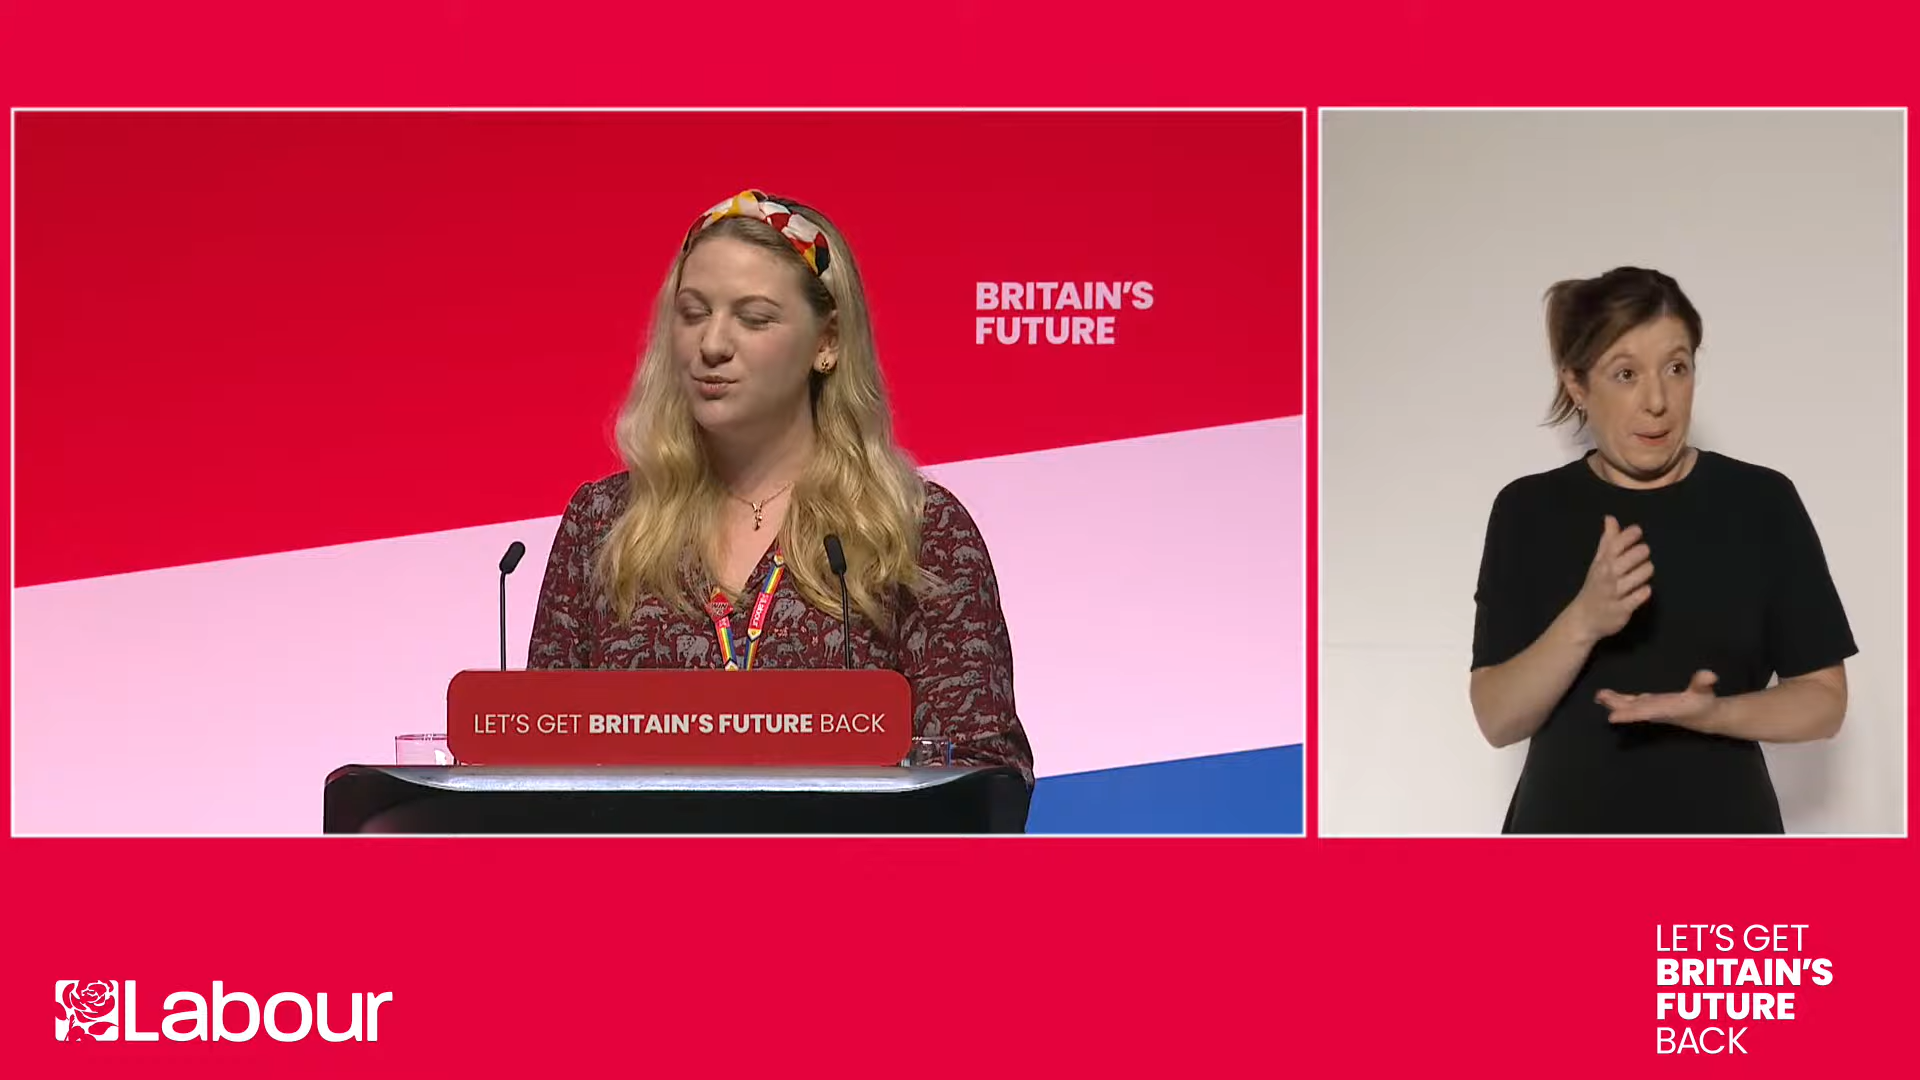 BRITAIN'S
FUTURE
LET'S GET BRITAIN'S FUTURE BACK
Labour
LET'S GET
BRITAIN'S
FUTURE
BACK